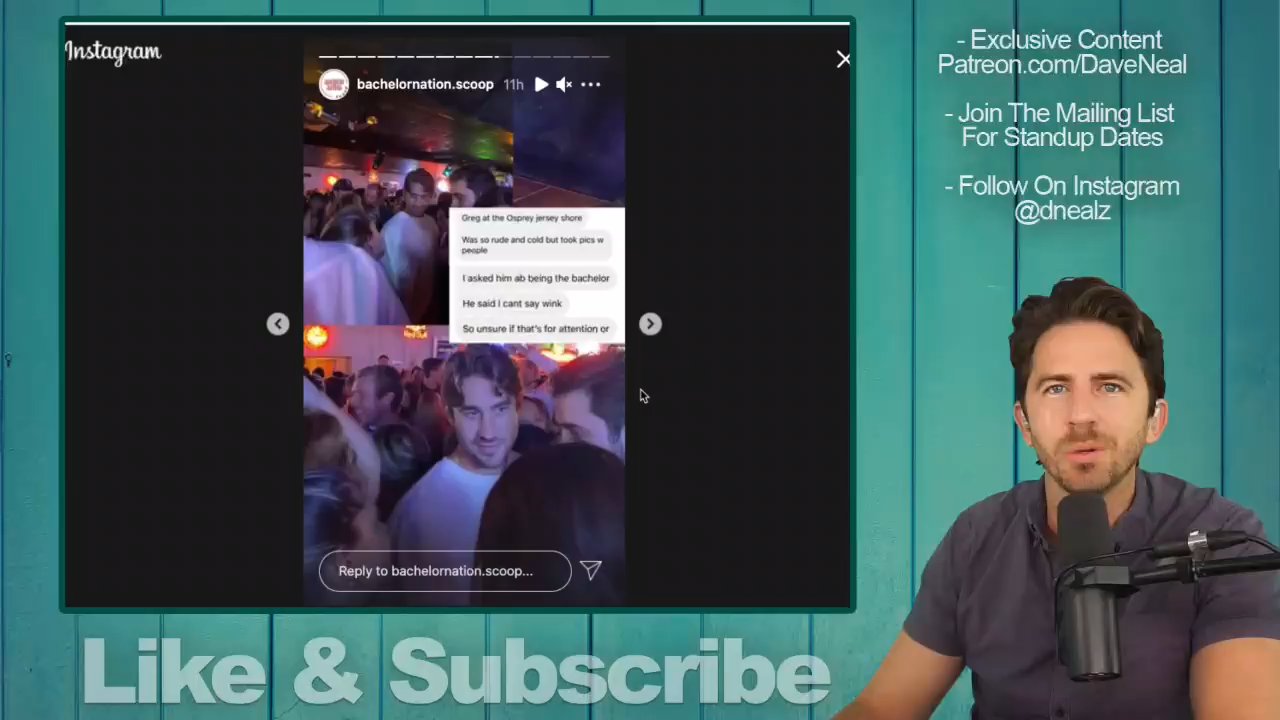 Instagram
bachelornation.scoop 11h
Greg at the Osprey jersey shore
Was so rude and cold but took pics w
people
I asked him ab being the bachelor
He said I cant say wink
So unsure if that's for attention or
Reply to bachelornation.scoop...
- Exclusive Content
Patreon.com/DaveNeal
- Join The Mailing List
For Standup Dates
- Follow On Instagram
@dnealz
Like & Subscribe